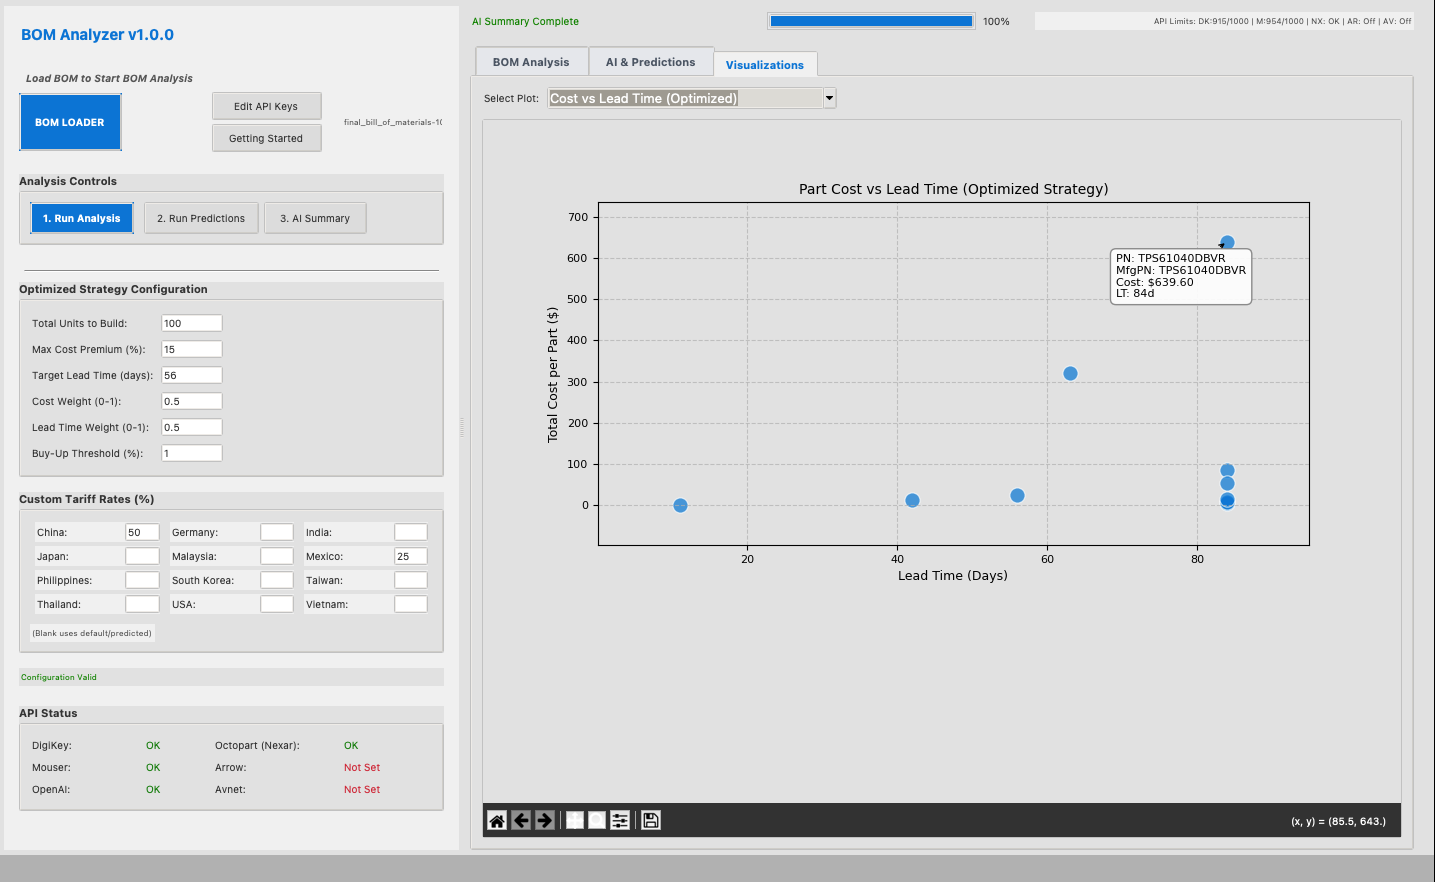 BOM Analyzer v1.0.0
Load BOM to Start BOM Analysis
BOM LOADER
Edit API Keys
Getting Started
final_bill_of_materials-10
Analysis Controls
1. Run Analysis
2. Run Predictions
3. AI Summary
Optimized Strategy Configuration
Total Units to Build: 100
Max Cost Premium (%): 15
Target Lead Time (days): 56
Cost Weight (0-1): 0.5
Lead Time Weight (0-1): 0.5
Buy-Up Threshold (%): 1
Custom Tariff Rates (%)
China: 50 Germany: India:
Japan: Malaysia: Mexico: 25
Philippines: South Korea: Taiwan:
Thailand: USA: Vietnam:
(Blank uses default/predicted)
Configuration Valid
API Status
DigiKey: OK Octopart (Nexar): OK
Mouser: OK Arrow: Not Set
OpenAI: OK Avnet: Not Set
AI Summary Complete
100%
API Limits: DK:915/1000 | M:954/1000 | NX: OK | AR: Off | AV: Off
BOM Analysis
AI & Predictions
Visualizations
Select Plot: Cost vs Lead Time (Optimized)
Part Cost vs Lead Time (Optimized Strategy)
Total Cost per Part ($)
700
600
500
400
300
200
100
0
PN: TPS61040DBVR
MfgPN: TPS61040DBVR
Cost: $639.60
LT: 84d
20 40 60 80
Lead Time (Days)
(x, y) = (85.5, 643.)